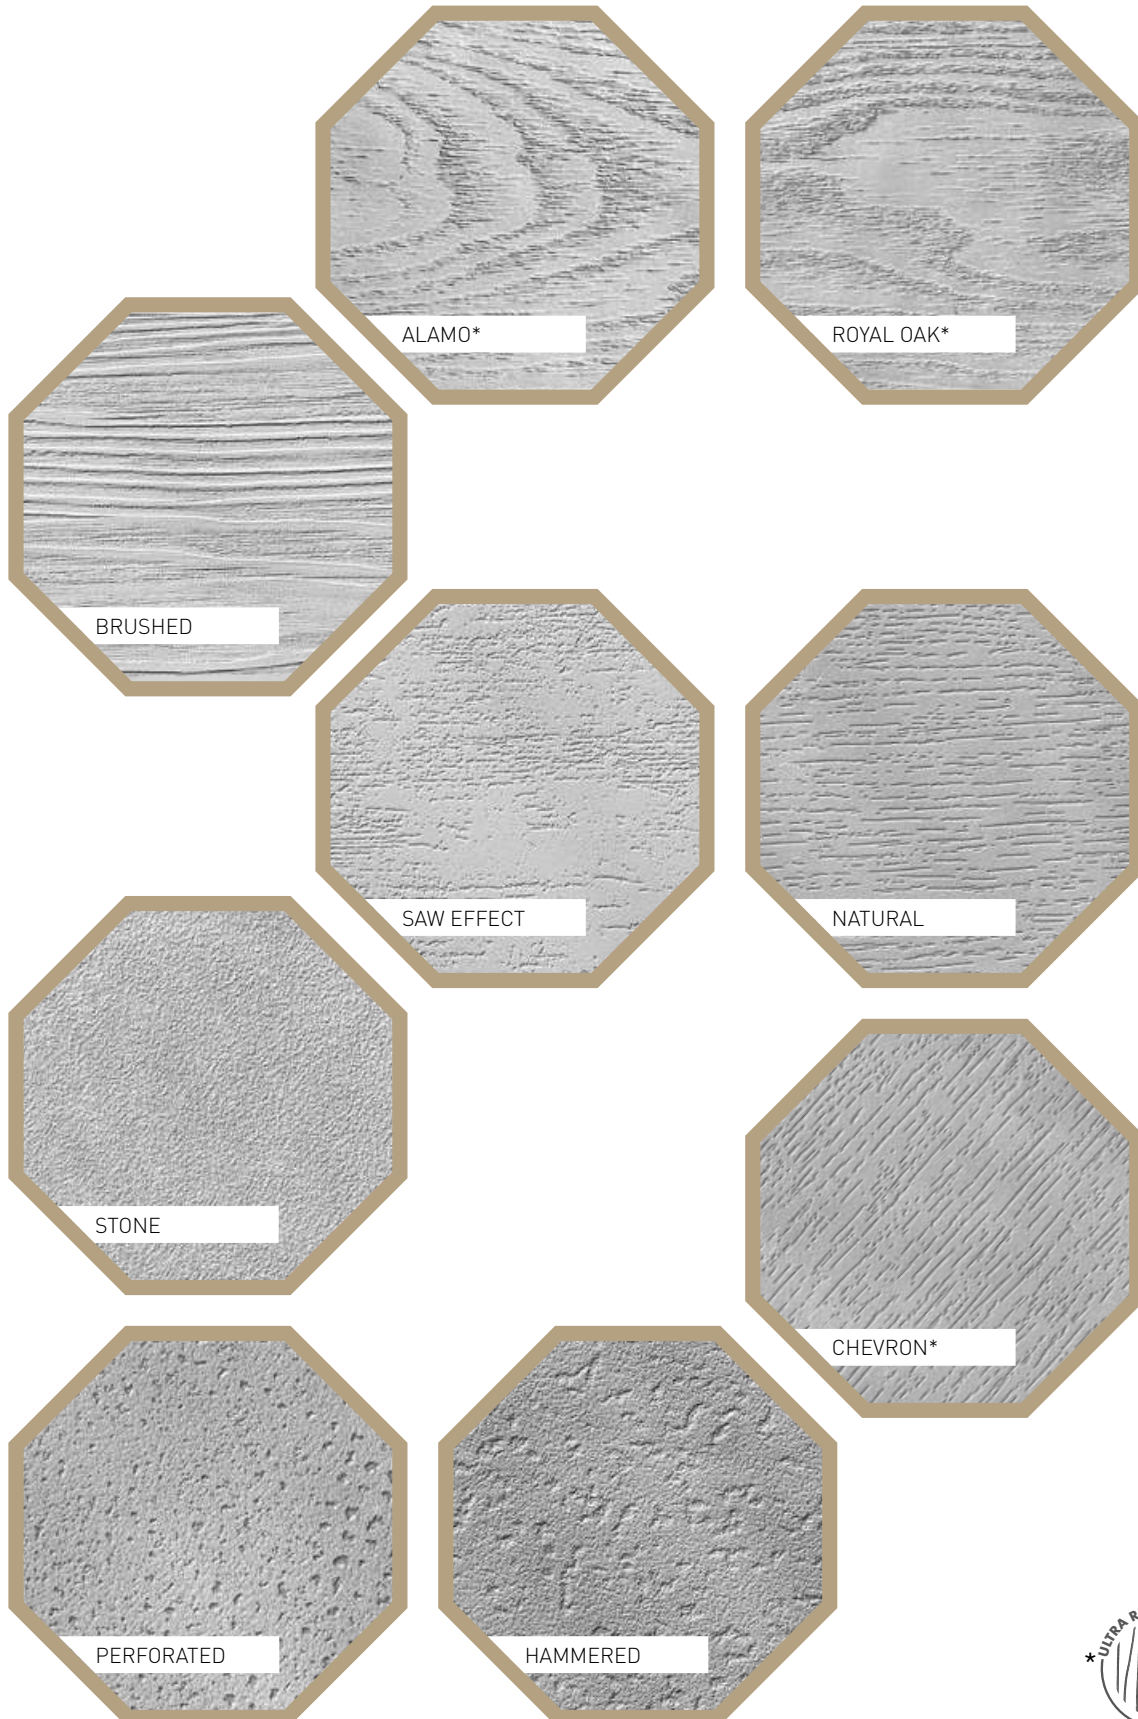 ALAMO*
ROYAL OAK*
BRUSHED
SAW EFFECT
NATURAL
STONE
CHEVRON*
PERFORATED
HAMMERED
* ULTRA